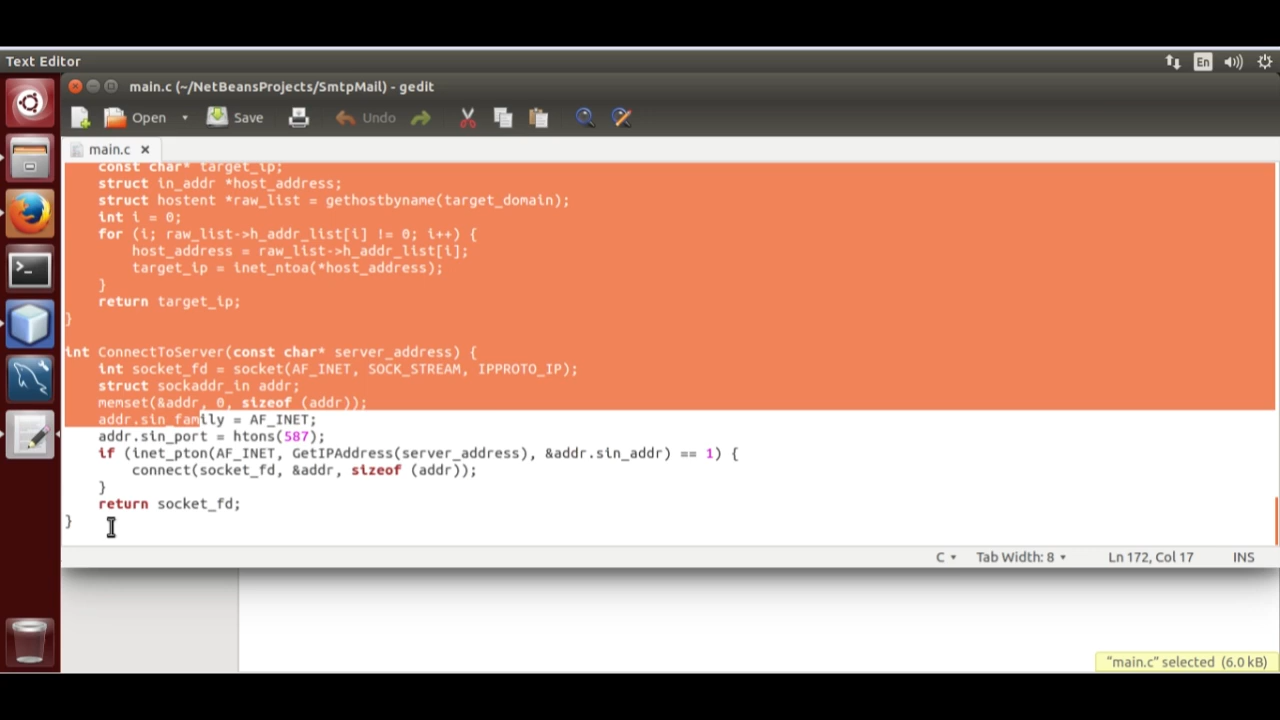 Text Editor
En
main.c (~/NetBeansProjects/SmtpMail) - gedit
Open
Save
Undo
main.c
const char* target_ip;
struct in_addr *host_address;
struct hostent *raw_list = gethostbyname(target_domain);
int i = 0;
for (i; raw_list->h_addr_list[i] != 0; i++) {
host_address = raw_list->h_addr_list[i];
target_ip = inet_ntoa(*host_address);
}
return target_ip;
}
int ConnectToServer(const char* server_address) {
int socket_fd = socket(AF_INET, SOCK_STREAM, IPPROTO_IP);
struct sockaddr_in addr;
memset(&addr, 0, sizeof (addr));
addr.sin_family = AF_INET;
addr.sin_port = htons(587);
if (inet_pton(AF_INET, GetIPAddress(server_address), &addr.sin_addr) == 1) {
connect(socket_fd, &addr, sizeof (addr));
}
return socket_fd;
}
C
Tab Width: 8
Ln 172, Col 17
INS
"main.c" selected (6.0 kB)